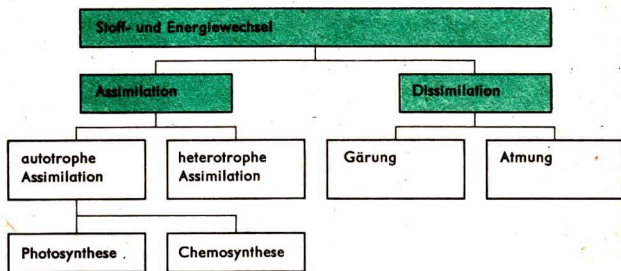 Stoff- und Energiewechsel
Assimilation
Dissimilation
autotrophe
Assimilation
heterotrophe
Assimilation
Gärung
Atmung
Photosynthese
Chemosynthese